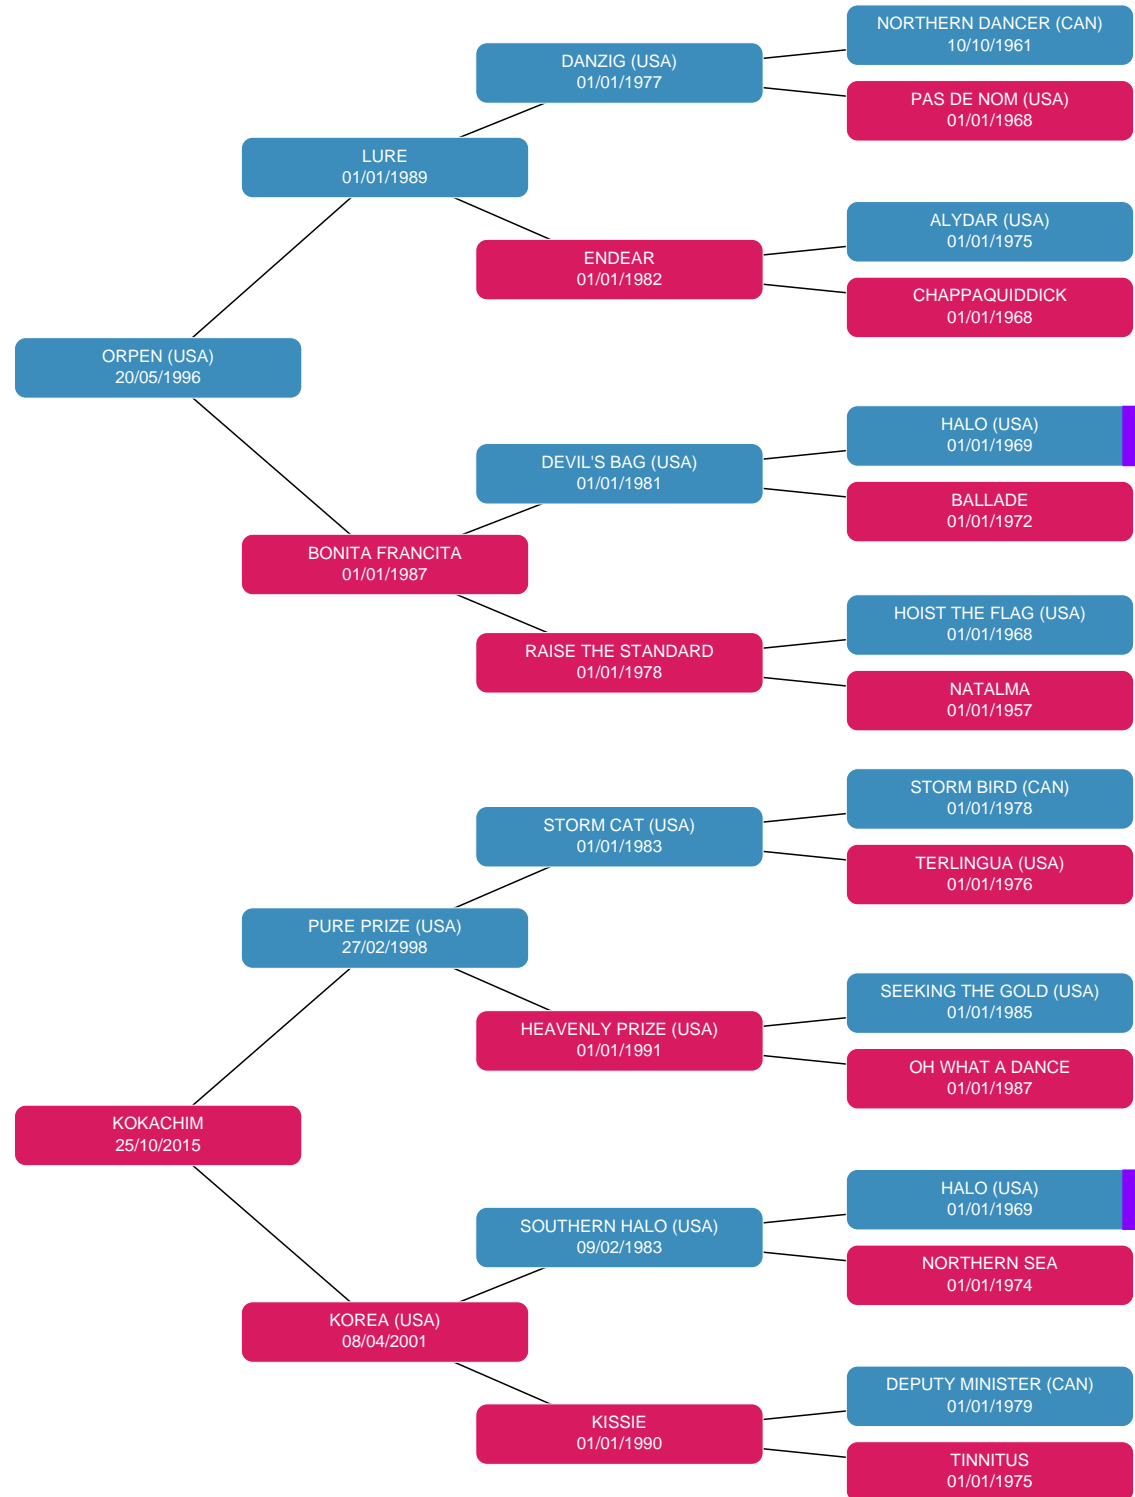 NORTHERN DANCER (CAN)
10/10/1961
DANZIG (USA)
01/01/1977
PAS DE NOM (USA)
01/01/1968
LURE
01/01/1989
ALYDAR (USA)
01/01/1975
ENDEAR
01/01/1982
CHAPPAQUIDDICK
01/01/1968
ORPEN (USA)
20/05/1996
HALO (USA)
01/01/1969
DEVIL'S BAG (USA)
01/01/1981
BALLADE
01/01/1972
BONITA FRANCITA
01/01/1987
HOIST THE FLAG (USA)
01/01/1968
RAISE THE STANDARD
01/01/1978
NATALMA
01/01/1957
STORM BIRD (CAN)
01/01/1978
STORM CAT (USA)
01/01/1983
TERLINGUA (USA)
01/01/1976
PURE PRIZE (USA)
27/02/1998
SEEKING THE GOLD (USA)
01/01/1985
HEAVENLY PRIZE (USA)
01/01/1991
OH WHAT A DANCE
01/01/1987
KOKACHIM
25/10/2015
HALO (USA)
01/01/1969
SOUTHERN HALO (USA)
09/02/1983
NORTHERN SEA
01/01/1974
KOREA (USA)
08/04/2001
DEPUTY MINISTER (CAN)
01/01/1979
KISSIE
01/01/1990
TINNITUS
01/01/1975